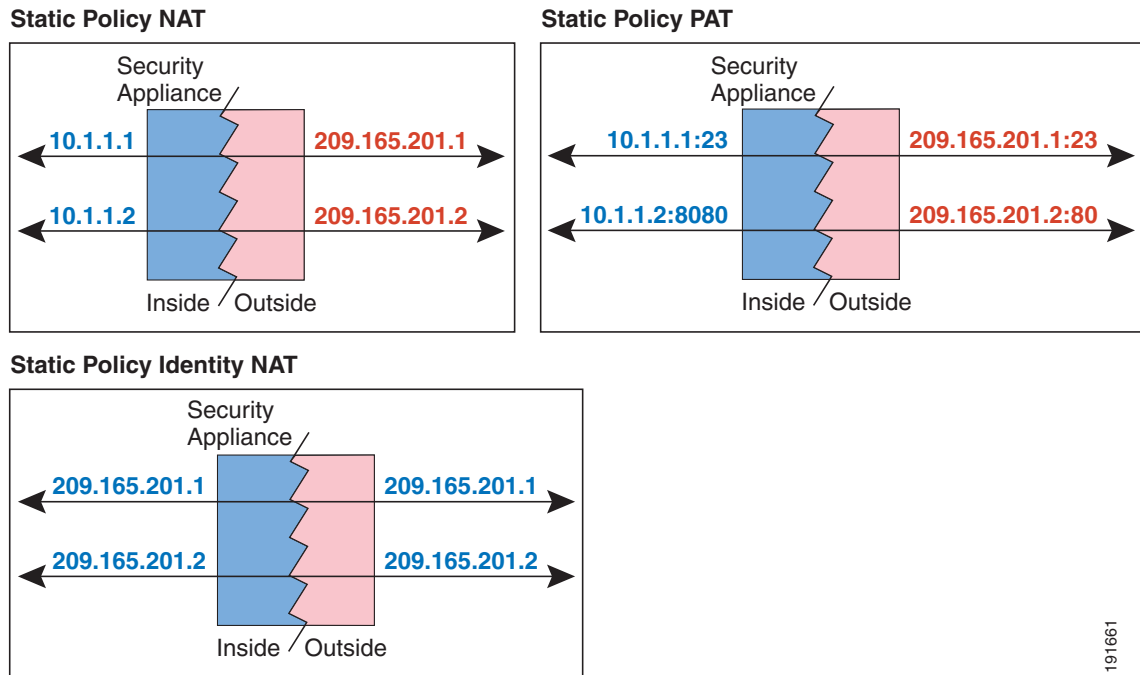 Static Policy NAT
Security
Appliance
10.1.1.1
209.165.201.1
10.1.1.2
209.165.201.2
Inside
Outside
Static Policy PAT
Security
Appliance
10.1.1.1:23
209.165.201.1:23
10.1.1.2:8080
209.165.201.2:80
Inside
Outside
Static Policy Identity NAT
Security
Appliance
209.165.201.1
209.165.201.1
209.165.201.2
209.165.201.2
Inside
Outside
191661